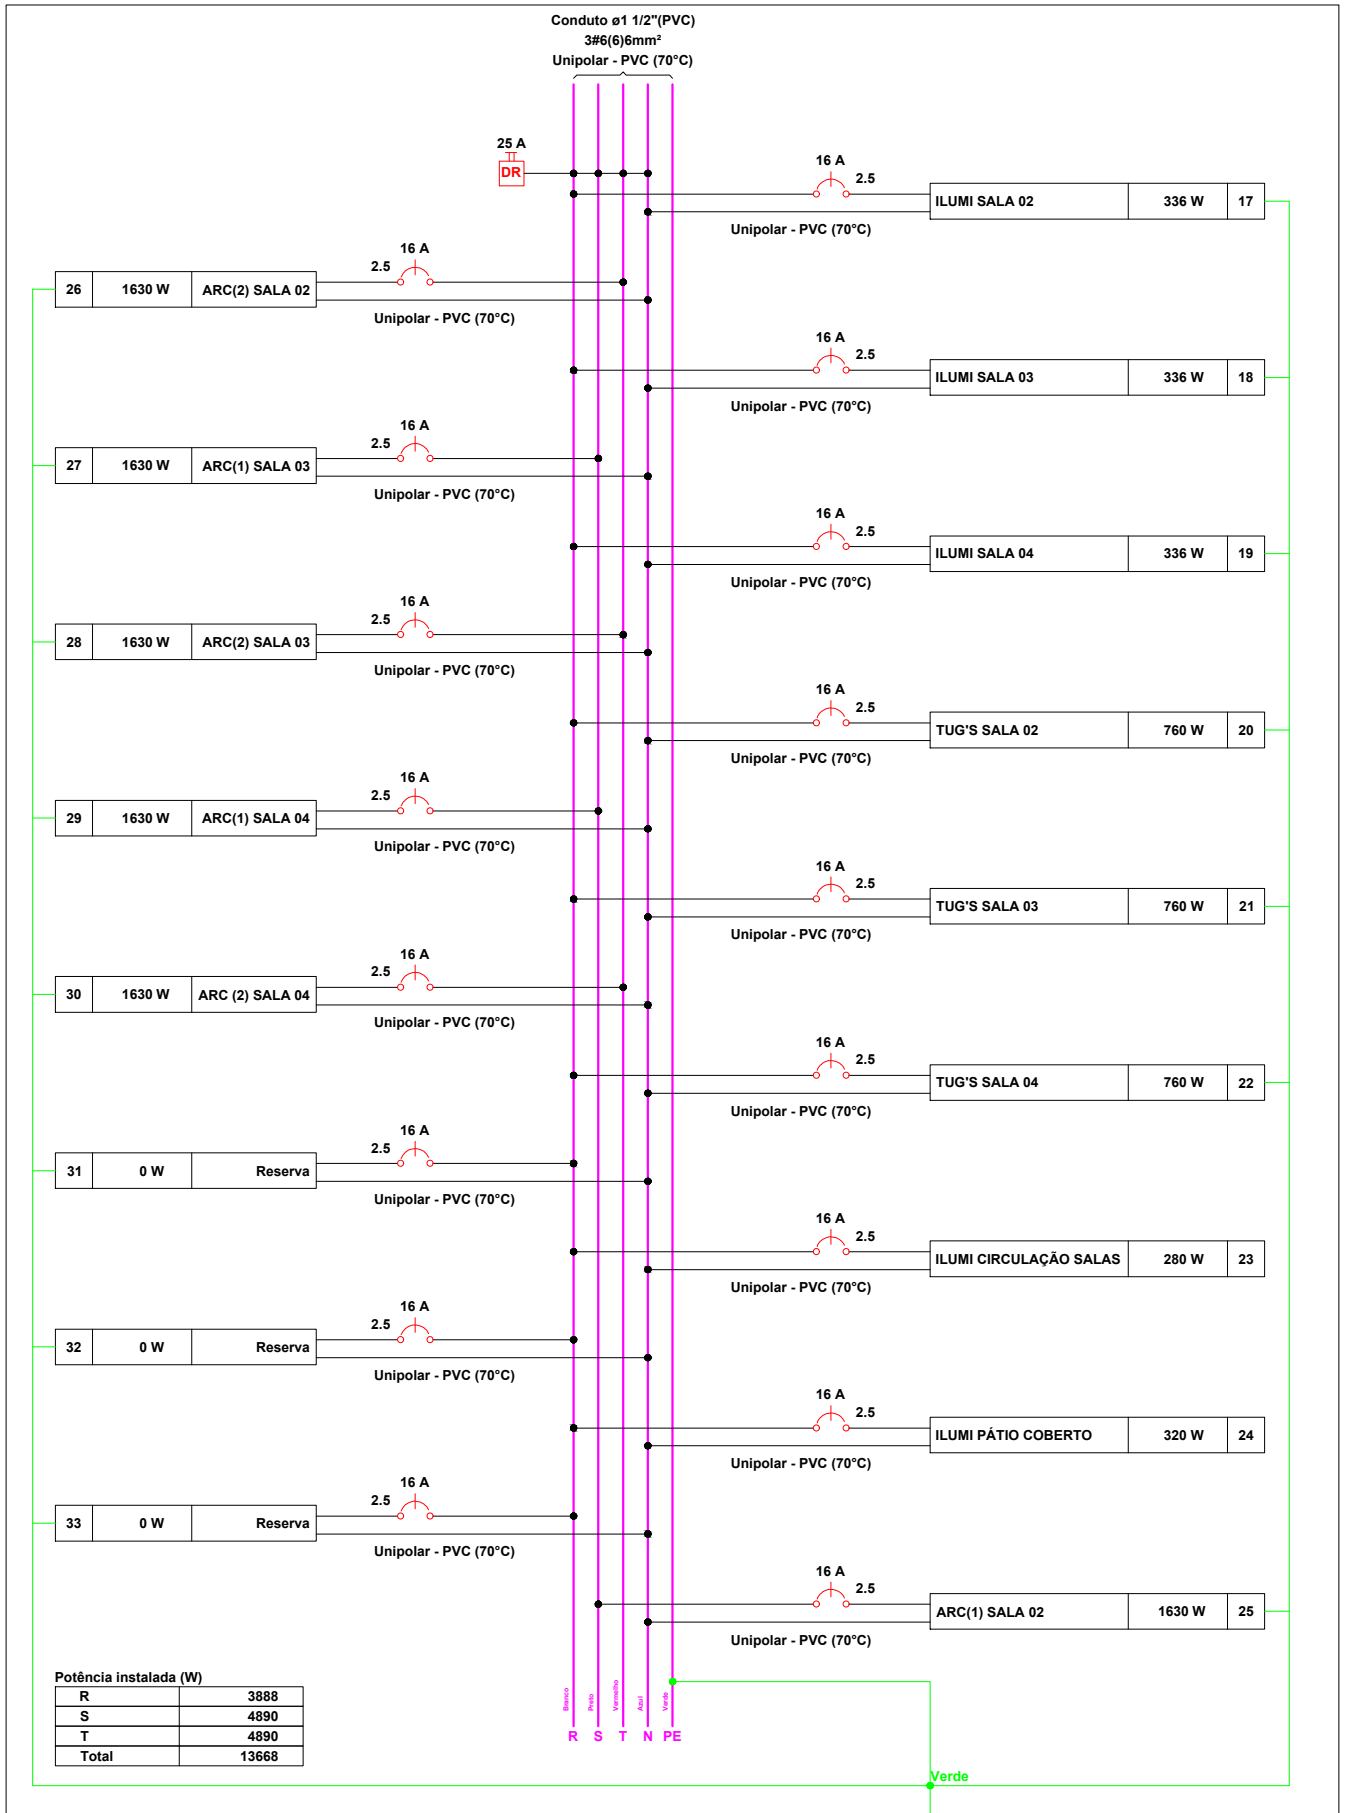 Conduto ø1 1/2"(PVC)
3#6(6)6mm²
Unipolar - PVC (70°C)
25 A
DR
16 A
2.5
ILUMI SALA 02 336 W 17
Unipolar - PVC (70°C)
16 A
2.5
26 1630 W ARC(2) SALA 02
Unipolar - PVC (70°C)
16 A
2.5
ILUMI SALA 03 336 W 18
Unipolar - PVC (70°C)
16 A
2.5
27 1630 W ARC(1) SALA 03
Unipolar - PVC (70°C)
16 A
2.5
ILUMI SALA 04 336 W 19
Unipolar - PVC (70°C)
16 A
2.5
28 1630 W ARC(2) SALA 03
Unipolar - PVC (70°C)
16 A
2.5
TUG'S SALA 02 760 W 20
Unipolar - PVC (70°C)
16 A
2.5
29 1630 W ARC(1) SALA 04
Unipolar - PVC (70°C)
16 A
2.5
TUG'S SALA 03 760 W 21
Unipolar - PVC (70°C)
16 A
2.5
30 1630 W ARC (2) SALA 04
Unipolar - PVC (70°C)
16 A
2.5
TUG'S SALA 04 760 W 22
Unipolar - PVC (70°C)
16 A
2.5
31 0 W Reserva
Unipolar - PVC (70°C)
16 A
2.5
ILUMI CIRCULAÇÃO SALAS 280 W 23
Unipolar - PVC (70°C)
16 A
2.5
32 0 W Reserva
Unipolar - PVC (70°C)
16 A
2.5
ILUMI PÁTIO COBERTO 320 W 24
Unipolar - PVC (70°C)
16 A
2.5
33 0 W Reserva
Unipolar - PVC (70°C)
16 A
2.5
ARC(1) SALA 02 1630 W 25
Unipolar - PVC (70°C)
Potência instalada (W)
R 3888
S 4890
T 4890
Total 13668
Branco Preto Vermelho Azul Verde
R S T N PE
Verde